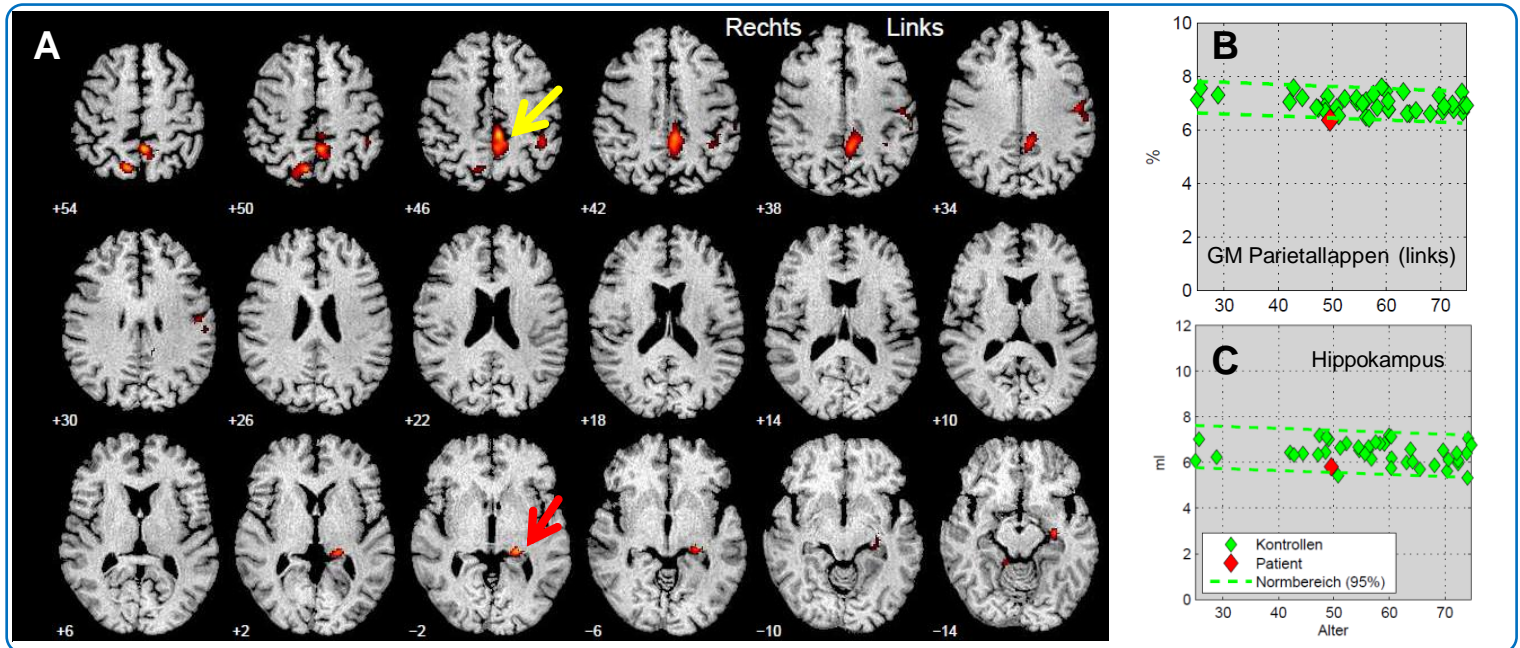 A
Rechts Links
+54
+50
+46
+42
+38
+34
+30
+26
+22
+18
+14
+10
+6
+2
−2
−6
−10
−14
B
10
8
6
4
2
0
%
GM Parietallappen (links)
30 40 50 60 70
C
Hippokampus
12
10
8
6
4
2
0
ml
Kontrollen
Patient
Normbereich (95%)
30 40 50 60 70
Alter